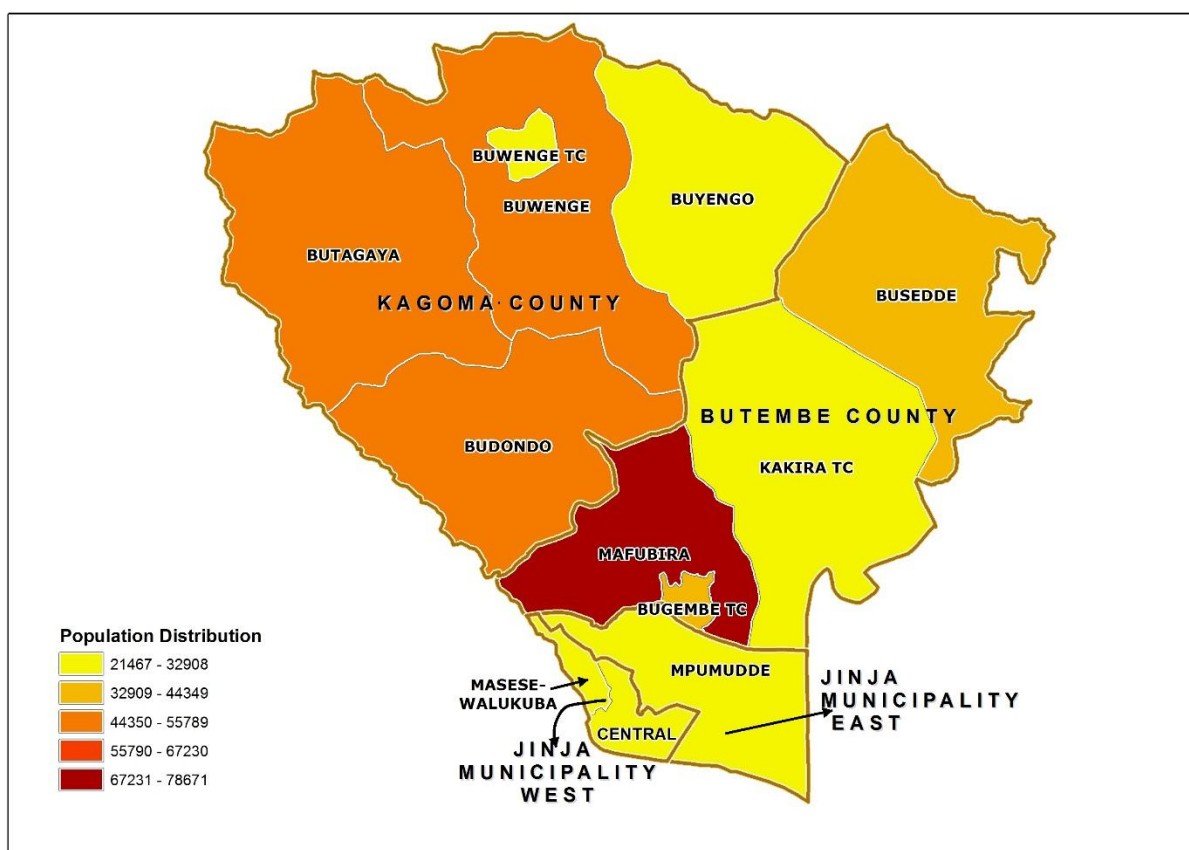 BUWENGE TC
BUWENGE
BUYENGO
BUTAGAYA
BUSEDDE
KAGOMA COUNTY
BUTEMBE COUNTY
BUDONDO
KAKIRA TC
MAFUBIRA
BUGEMBE TC
MPUMUDDE
MASESE-
WALUKUBA
CENTRAL
JINJA
MUNICIPALITY
EAST
JINJA
MUNICIPALITY
WEST
Population Distribution
21467 - 32908
32909 - 44349
44350 - 55789
55790 - 67230
67231 - 78671